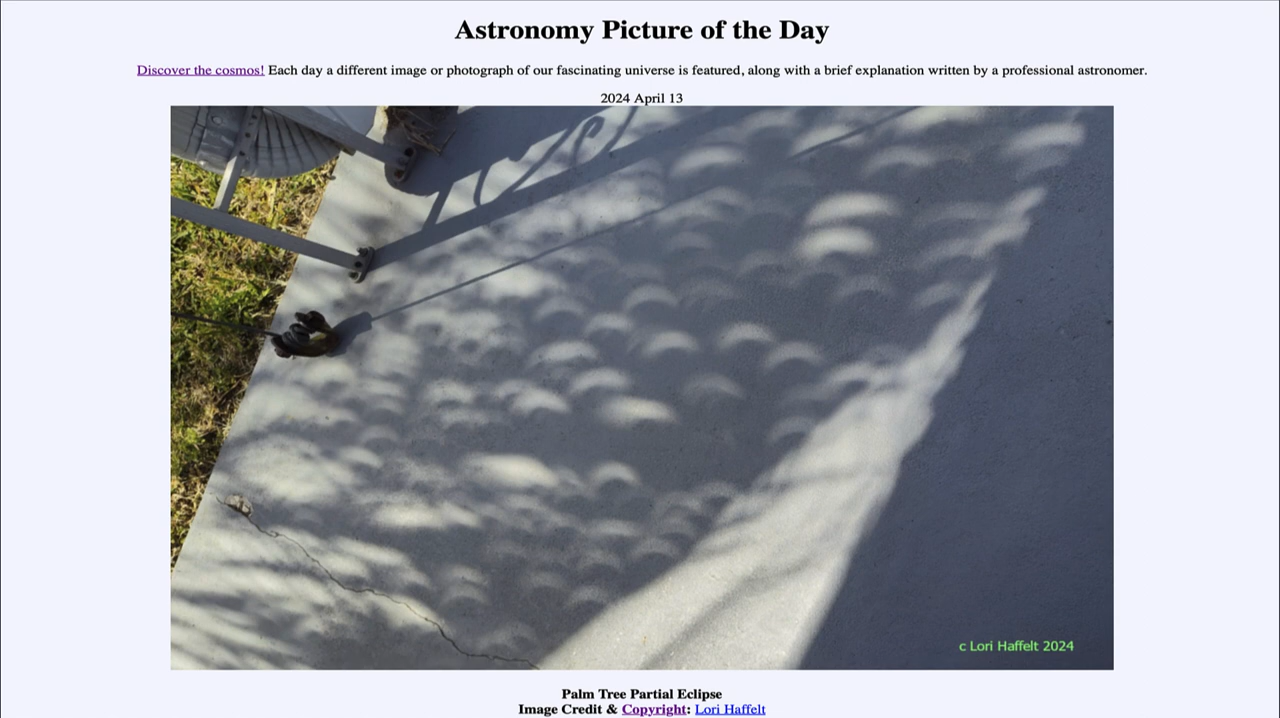 Astronomy Picture of the Day
Discover the cosmos! Each day a different image or photograph of our fascinating universe is featured, along with a brief explanation written by a professional astronomer.
2024 April 13
c Lori Haffelt 2024
Palm Tree Partial Eclipse
Image Credit & Copyright: Lori Haffelt